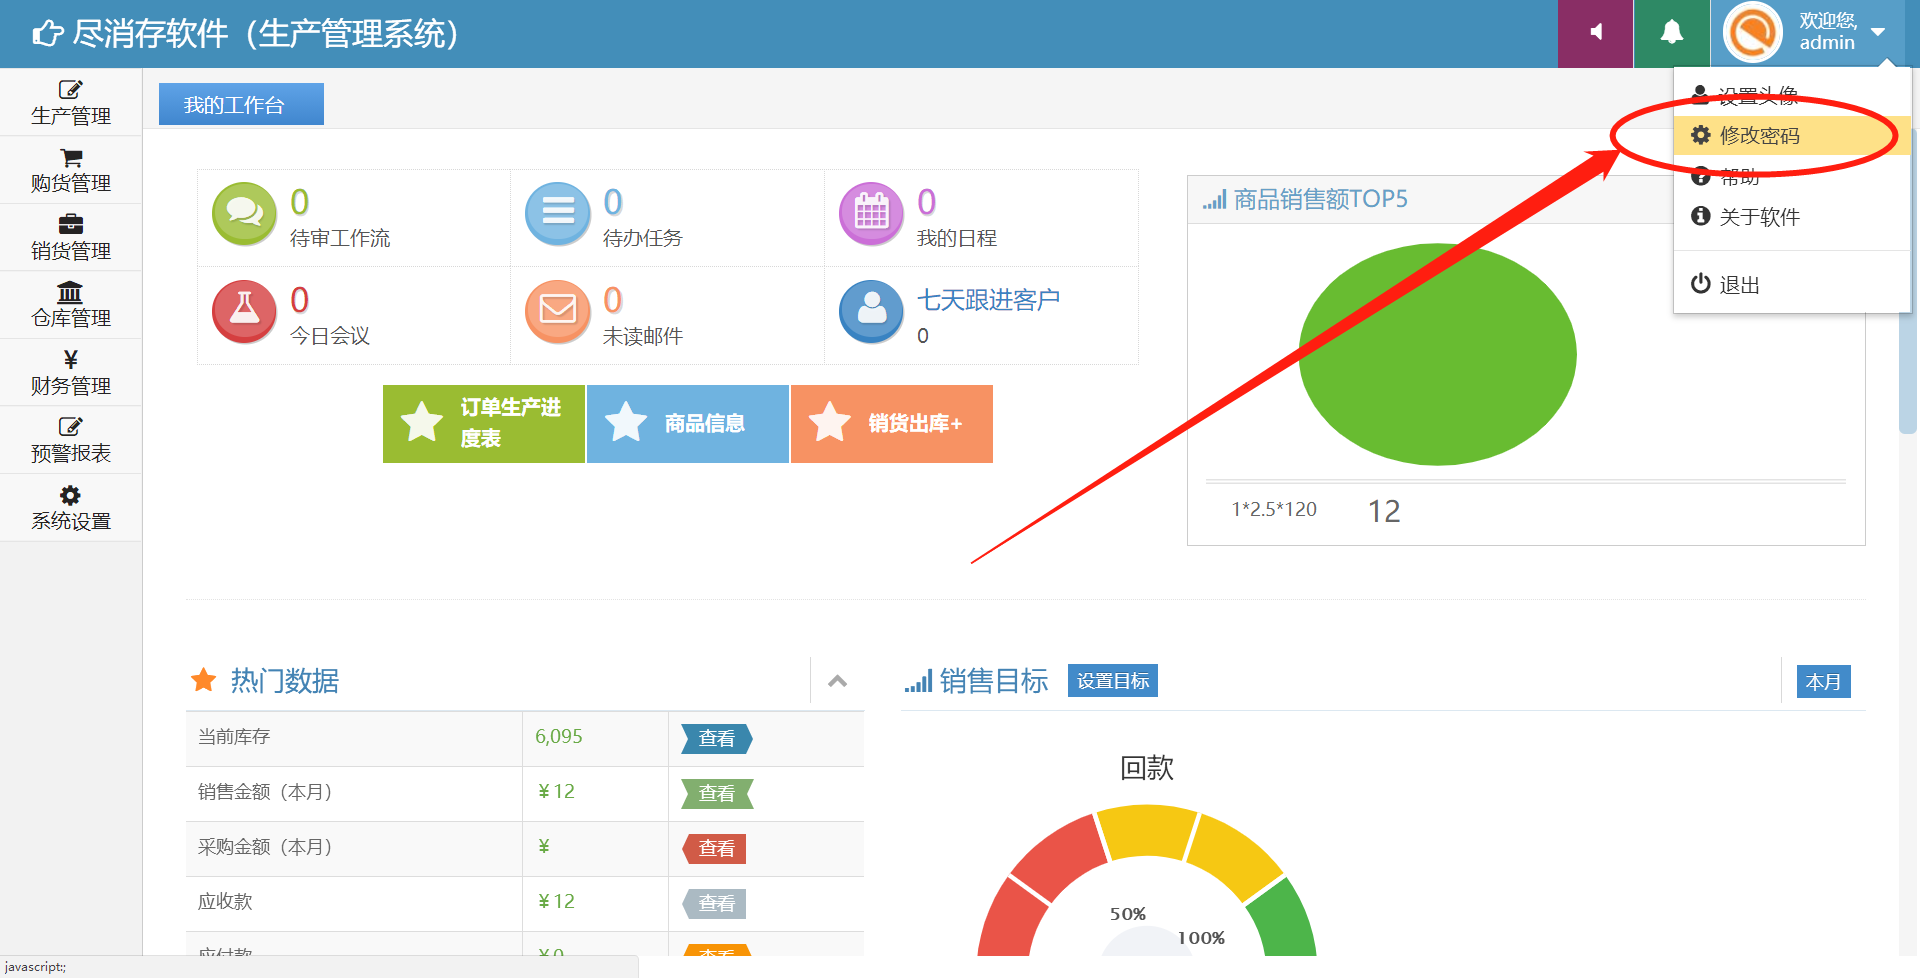 尽消存软件（生产管理系统）
欢迎您,
admin
设置头像
修改密码
帮助
关于软件
退出
生产管理
购货管理
销货管理
仓库管理
财务管理
预警报表
系统设置
我的工作台
0
待审工作流
0
待办任务
0
我的日程
0
今日会议
0
未读邮件
七天跟进客户
0
订单生产进
度表
商品信息
销货出库+
商品销售额TOP5
1*2.5*120
12
热门数据
当前库存
6,095
查看
销售金额（本月）
¥ 12
查看
采购金额（本月）
¥
查看
应收款
¥ 12
查看
应付款
¥ 0
查看
销售目标
设置目标
本月
回款
50%
100%
javascript:;